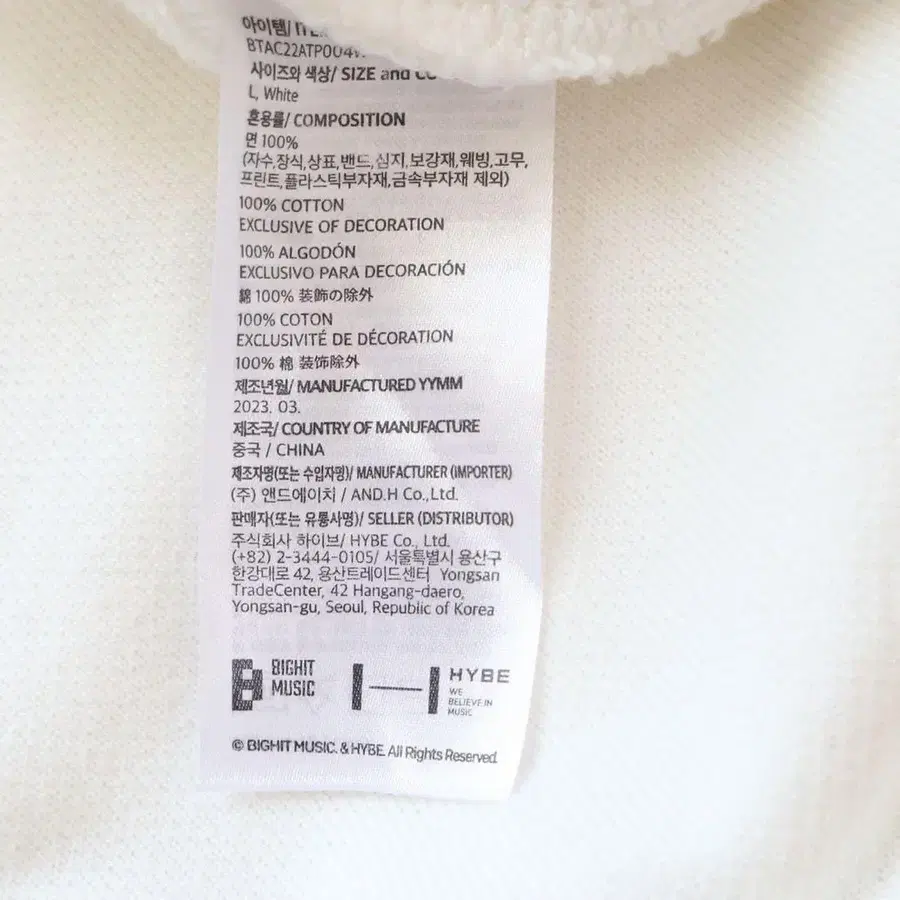 아이템/
BTAC22ATP004
사이즈와 색상/ SIZE and
L, White
혼용률/ COMPOSITION
면 100%
(자수,장식,상표,밴드,심지,보강재,웨빙,고무,
프린트,플라스틱부자재,금속부자재 제외)
100% COTTON
EXCLUSIVE OF DECORATION
100% ALGODÓN
EXCLUSIVO PARA DECORACIÓN
綿 100% 装飾の除外
100% COTON
EXCLUSIVITÉ DE DÉCORATION
100% 棉 装饰除外
제조년월/ MANUFACTURED YYMM
2023. 03.
제조국/ COUNTRY OF MANUFACTURE
중국 / CHINA
제조자명(또는 수입자명)/ MANUFACTURER (IMPORTER)
(주) 앤드에이치 / AND.H Co.,Ltd.
판매자(또는 유통사명)/ SELLER (DISTRIBUTOR)
주식회사 하이브/ HYBE Co., Ltd.
(+82) 2-3444-0105/ 서울특별시 용산구
한강대로 42, 용산트레이드센터 Yongsan
TradeCenter, 42 Hangang-daero,
Yongsan-gu, Seoul, Republic of Korea
BIGHIT
MUSIC
HYBE
WE
BELIEVE IN
MUSIC
© BIGHIT MUSIC. & HYBE. All Rights Reserved.